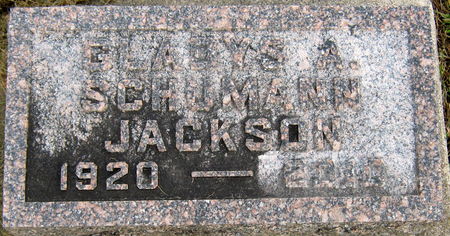 GLADYS A.
SCHUMANN
JACKSON
1920 —